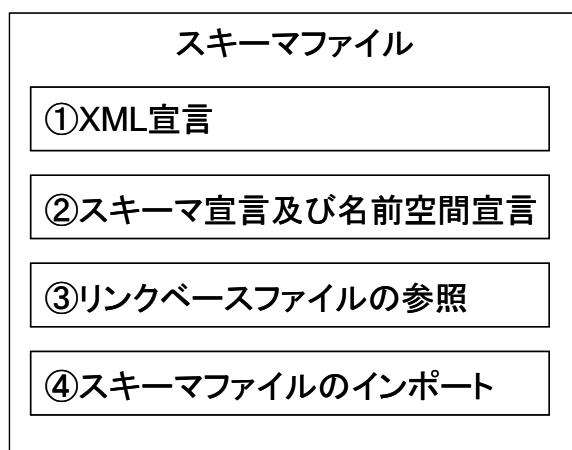 スキーマファイル
①XML宣言
②スキーマ宣言及び名前空間宣言
③リンクベースファイルの参照
④スキーマファイルのインポート